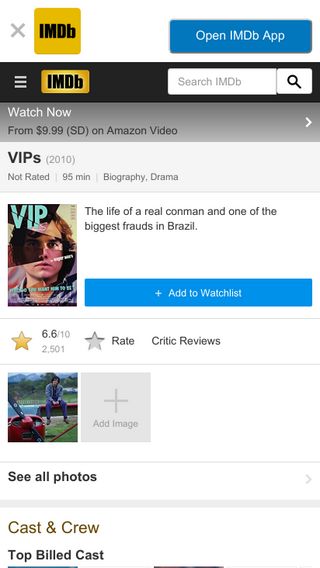 IMDb
Open IMDb App
IMDb
Search IMDb
Watch Now
From $9.99 (SD) on Amazon Video
VIPs (2010)
Not Rated | 95 min | Biography, Drama
VIPs
The life of a real conman and one of the
biggest frauds in Brazil.
+ Add to Watchlist
6.6/10
2,501
Rate
Critic Reviews
Add Image
See all photos
Cast & Crew
Top Billed Cast